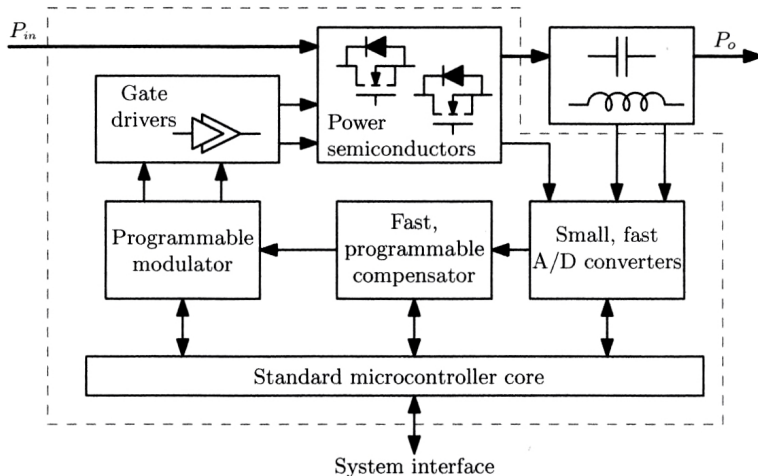 P_in
P_o
Gate
drivers
Power
semiconductors
Programmable
modulator
Fast,
programmable
compensator
Small, fast
A/D converters
Standard microcontroller core
System interface